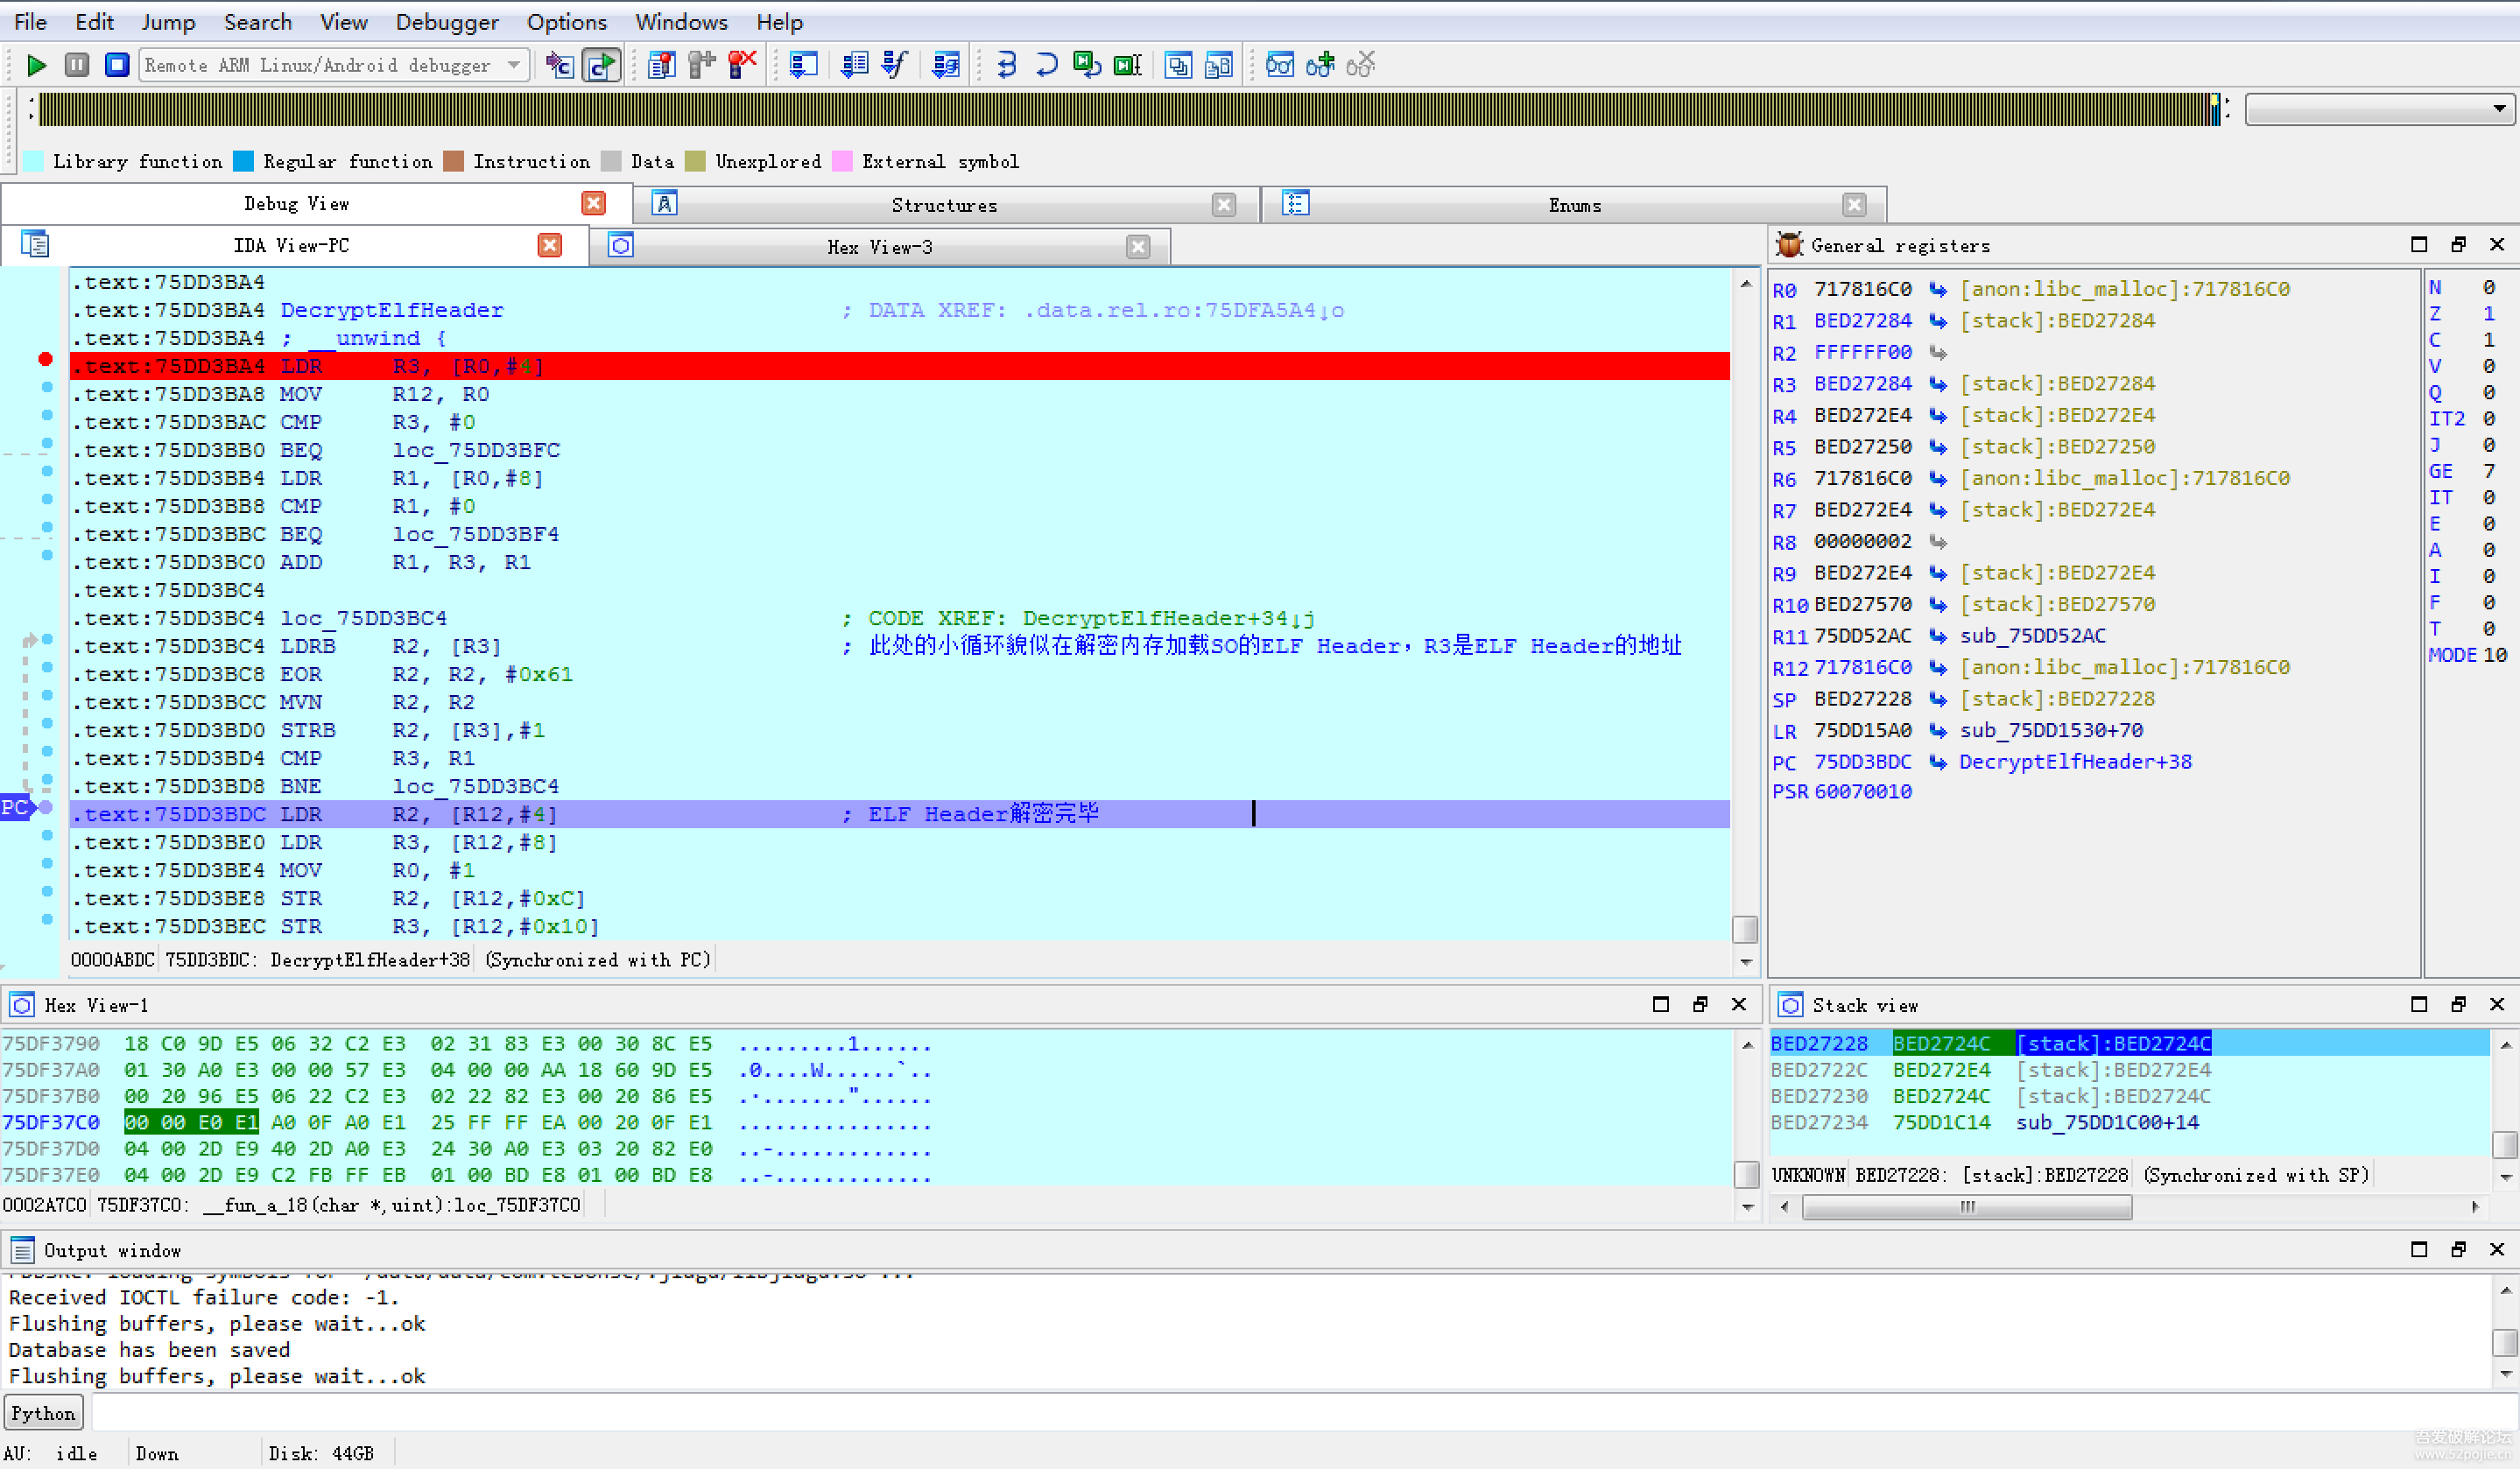 File Edit Jump Search View Debugger Options Windows Help
Remote ARM Linux/Android debugger
Library function Regular function Instruction Data Unexplored External symbol
Debug View Structures Enums
IDA View-PC Hex View-3 General registers
.text:75DD3BA4
.text:75DD3BA4 DecryptElfHeader ; DATA XREF: .data.rel.ro:75DFA5A4↓o
.text:75DD3BA4 ; __unwind {
.text:75DD3BA4 LDR R3, [R0,#4]
.text:75DD3BA8 MOV R12, R0
.text:75DD3BAC CMP R3, #0
.text:75DD3BB0 BEQ loc_75DD3BFC
.text:75DD3BB4 LDR R1, [R0,#8]
.text:75DD3BB8 CMP R1, #0
.text:75DD3BBC BEQ loc_75DD3BF4
.text:75DD3BC0 ADD R1, R3, R1
.text:75DD3BC4
.text:75DD3BC4 loc_75DD3BC4 ; CODE XREF: DecryptElfHeader+34↓j
.text:75DD3BC4 LDRB R2, [R3] ; 此处的小循环貌似在解密内存加载SO的ELF Header，R3是ELF Header的地址
.text:75DD3BC8 EOR R2, R2, #0x61
.text:75DD3BCC MVN R2, R2
.text:75DD3BD0 STRB R2, [R3],#1
.text:75DD3BD4 CMP R3, R1
.text:75DD3BD8 BNE loc_75DD3BC4
PC .text:75DD3BDC LDR R2, [R12,#4] ; ELF Header解密完毕
.text:75DD3BE0 LDR R3, [R12,#8]
.text:75DD3BE4 MOV R0, #1
.text:75DD3BE8 STR R2, [R12,#0xC]
.text:75DD3BEC STR R3, [R12,#0x10]
0000ABDC 75DD3BDC: DecryptElfHeader+38 (Synchronized with PC)
R0 717816C0 [anon:libc_malloc]:717816C0
R1 BED27284 [stack]:BED27284
R2 FFFFFF00
R3 BED27284 [stack]:BED27284
R4 BED272E4 [stack]:BED272E4
R5 BED27250 [stack]:BED27250
R6 717816C0 [anon:libc_malloc]:717816C0
R7 BED272E4 [stack]:BED272E4
R8 00000002
R9 BED272E4 [stack]:BED272E4
R10 BED27570 [stack]:BED27570
R11 75DD52AC sub_75DD52AC
R12 717816C0 [anon:libc_malloc]:717816C0
SP BED27228 [stack]:BED27228
LR 75DD15A0 sub_75DD1530+70
PC 75DD3BDC DecryptElfHeader+38
PSR 60070010
N 0
Z 1
C 1
V 0
Q 0
IT2 0
J 0
GE 7
IT 0
E 0
A 0
I 0
F 0
T 0
MODE 10
Hex View-1
75DF3790 18 C0 9D E5 06 32 C2 E3 02 31 83 E3 00 30 8C E5 .........1......
75DF37A0 01 30 A0 E3 00 00 57 E3 04 00 00 AA 18 60 9D E5 .0....W......`..
75DF37B0 00 20 96 E5 06 22 C2 E3 02 22 82 E3 00 20 86 E5 ........."......
75DF37C0 00 00 E0 E1 A0 0F A0 E1 25 FF FF EA 00 20 0F E1 ................
75DF37D0 04 00 2D E9 40 2D A0 E3 24 30 A0 E3 03 20 82 E0 ..-.............
75DF37E0 04 00 2D E9 C2 FB FF EB 01 00 BD E8 01 00 BD E8 ..-.............
0002A7C0 75DF37C0: __fun_a_18(char *,uint):loc_75DF37C0
Stack view
BED27228 BED2724C [stack]:BED2724C
BED2722C BED272E4 [stack]:BED272E4
BED27230 BED2724C [stack]:BED2724C
BED27234 75DD1C14 sub_75DD1C00+14
UNKNOWN BED27228: [stack]:BED27228 (Synchronized with SP)
Output window
Received IOCTL failure code: -1.
Flushing buffers, please wait...ok
Database has been saved
Flushing buffers, please wait...ok
Python
AU: idle Down Disk: 44GB
吾爱破解论坛
www.52pojie.cn